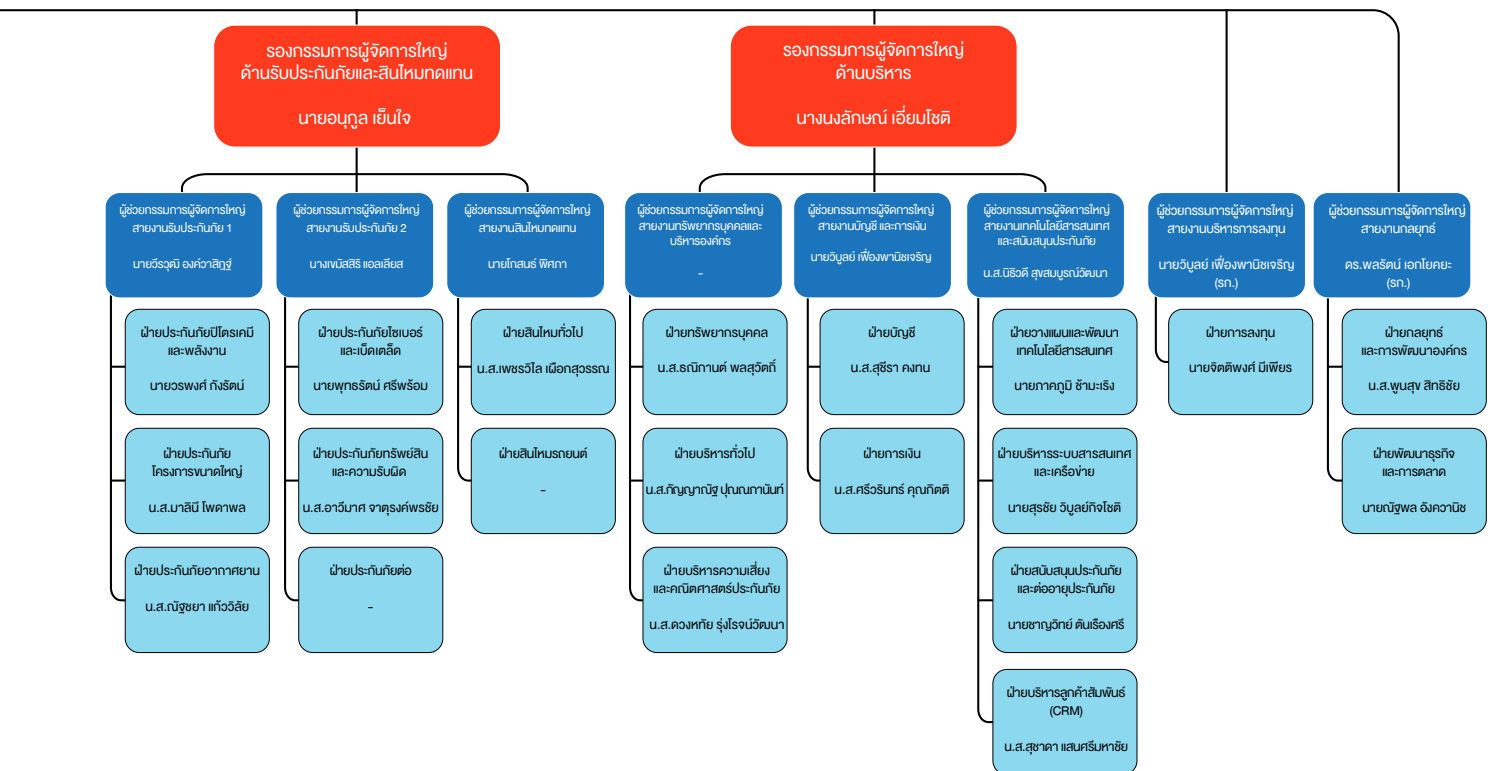 รองกรรมการผู้จัดการใหญ่
ด้านรับประกันภัยและสินไหมทดแทน
นายอนุกูล เย็นใจ
รองกรรมการผู้จัดการใหญ่
ด้านบริหาร
นางนงลักษณ์ เอี่ยมโชติ
ผู้ช่วยกรรมการผู้จัดการใหญ่
สายงานรับประกันภัย 1
นายวีรวุฒิ องค์วาสิฏฐ์
ผู้ช่วยกรรมการผู้จัดการใหญ่
สายงานรับประกันภัย 2
นางเขมัสสิริ แอลเลียส
ผู้ช่วยกรรมการผู้จัดการใหญ่
สายงานสินไหมทดแทน
นายโกสนธ์ พิศภา
ผู้ช่วยกรรมการผู้จัดการใหญ่
สายงานทรัพยากรบุคคลและ
บริหารองค์กร
-
ผู้ช่วยกรรมการผู้จัดการใหญ่
สายงานบัญชี และการเงิน
นายวิบูลย์ เฟื่องพานิชเจริญ
ผู้ช่วยกรรมการผู้จัดการใหญ่
สายงานเทคโนโลยีสารสนเทศ
และสนับสนุนประกันภัย
น.ส.นิธิวดี สุขสมบูรณ์วัฒนา
ผู้ช่วยกรรมการผู้จัดการใหญ่
สายงานบริหารการลงทุน
นายวิบูลย์ เฟื่องพานิชเจริญ
(รก.)
ผู้ช่วยกรรมการผู้จัดการใหญ่
สายงานกลยุทธ์
ดร.พลรัตน์ เอกโยคยะ
(รก.)
ฝ่ายประกันภัยปิโตรเคมี
และพลังงาน
นายวรพงศ์ กังรัตน์
ฝ่ายประกันภัย
โครงการขนาดใหญ่
น.ส.มาลินี โพดาพล
ฝ่ายประกันภัยอากาศยาน
น.ส.ณัฐชยา แก้ววิลัย
ฝ่ายประกันภัยไซเบอร์
และเบ็ดเตล็ด
นายพุทธรัตน์ ศรีพร้อม
ฝ่ายประกันภัยทรัพย์สิน
และความรับผิด
น.ส.อาวีมาศ จาตุรงค์พรชัย
ฝ่ายประกันภัยต่อ
-
ฝ่ายสินไหมทั่วไป
น.ส.เพชรวิไล เผือกสุวรรณ
ฝ่ายสินไหมรถยนต์
-
ฝ่ายทรัพยากรบุคคล
น.ส.ธณิกานต์ พลสุวัตถิ์
ฝ่ายบริหารทั่วไป
น.ส.กัญญาณัฐ ปุณณภานันท์
ฝ่ายบริหารความเสี่ยง
และคณิตศาสตร์ประกันภัย
น.ส.ดวงหทัย รุ่งโรจน์วัฒนา
ฝ่ายบัญชี
น.ส.สุชีรา คงทน
ฝ่ายการเงิน
น.ส.ศรีวรินทร์ คุณกิตติ
ฝ่ายวางแผนและพัฒนา
เทคโนโลยีสารสนเทศ
นายภาคภูมิ ช้ามะเริง
ฝ่ายบริหารระบบสารสนเทศ
และเครือข่าย
นายสุรชัย วิบูลย์กิจโชติ
ฝ่ายสนับสนุนประกันภัย
และต่ออายุประกันภัย
นายชาญวิทย์ ตันเรืองศรี
ฝ่ายบริหารลูกค้าสัมพันธ์
(CRM)
น.ส.สุชาดา แสนศรีมหาชัย
ฝ่ายการลงทุน
นายจิตติพงศ์ มีเพียร
ฝ่ายกลยุทธ์
และการพัฒนาองค์กร
น.ส.พูนสุข สิทธิชัย
ฝ่ายพัฒนาธุรกิจ
และการตลาด
นายณัฐพล อังควานิช